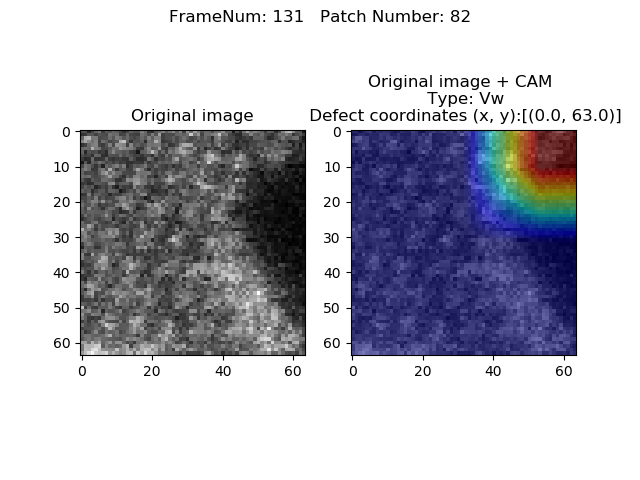 FrameNum: 131   Patch Number: 82
Original image
Original image + CAM
Type: Vw
Defect coordinates (x, y):[(0.0, 63.0)]
0
10
20
30
40
50
60
0 20 40 60
0
10
20
30
40
50
60
0 20 40 60